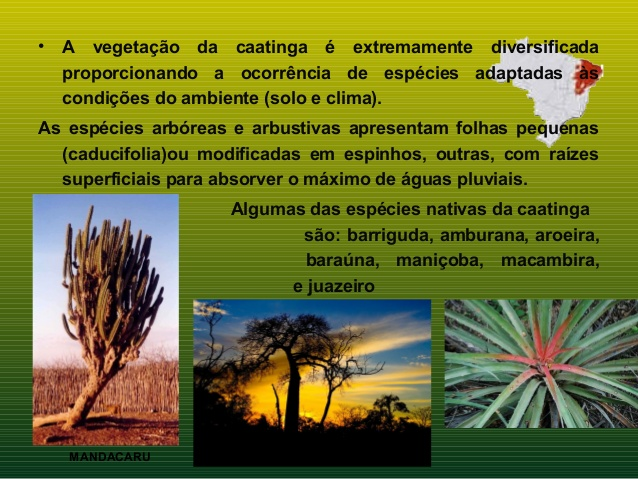 • A vegetação da caatinga é extremamente diversificada
proporcionando a ocorrência de espécies adaptadas às
condições do ambiente (solo e clima).
As espécies arbóreas e arbustivas apresentam folhas pequenas
(caducifolia)ou modificadas em espinhos, outras, com raízes
superficiais para absorver o máximo de águas pluviais.
Algumas das espécies nativas da caatinga
são: barriguda, amburana, aroeira,
baraúna, maniçoba, macambira,
e juazeiro
MANDACARU